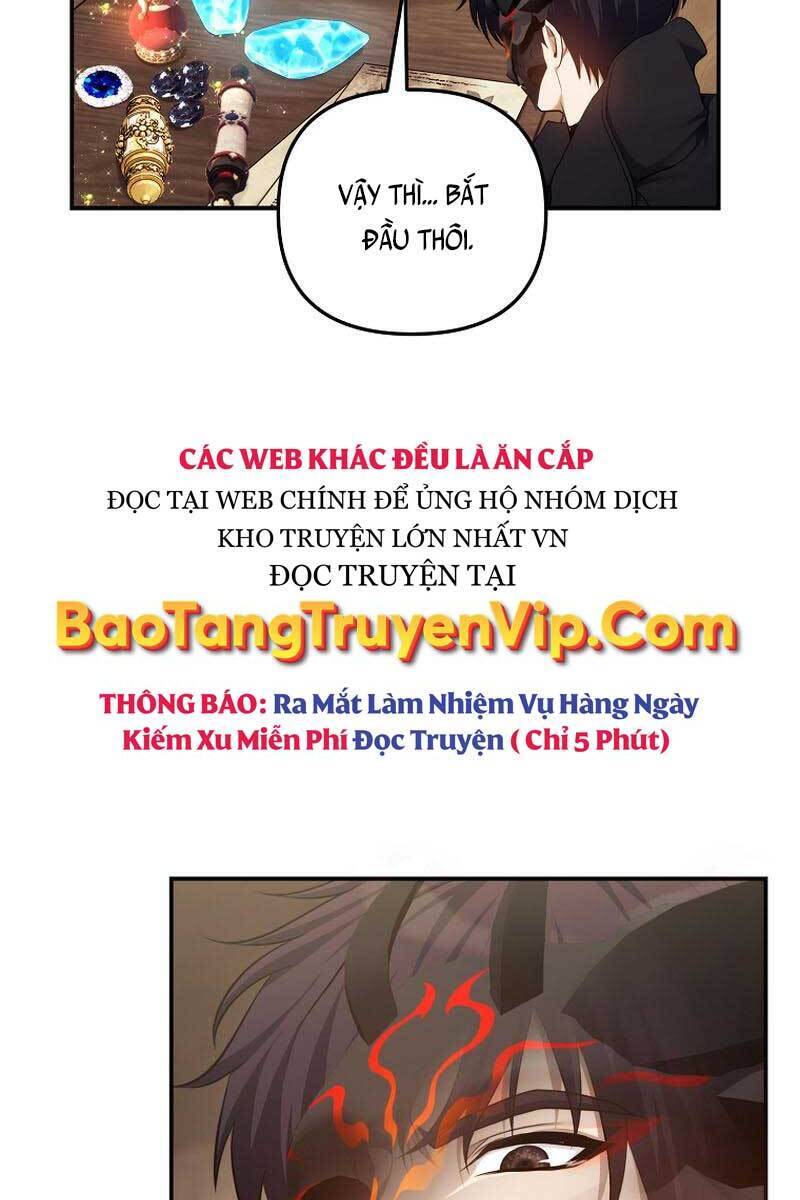 VẬY THÌ... BẮT
ĐẦU THÔI.
CÁC WEB KHÁC ĐỀU LÀ ĂN CẮP
ĐỌC TẠI WEB CHÍNH ĐỂ ỦNG HỘ NHÓM DỊCH
KHO TRUYỆN LỚN NHẤT VN
ĐỌC TRUYỆN TẠI
BaoTangTruyenVip.Com
THÔNG BÁO: Ra Mắt Làm Nhiệm Vụ Hàng Ngày
Kiếm Xu Miễn Phí Đọc Truyện ( Chỉ 5 Phút)